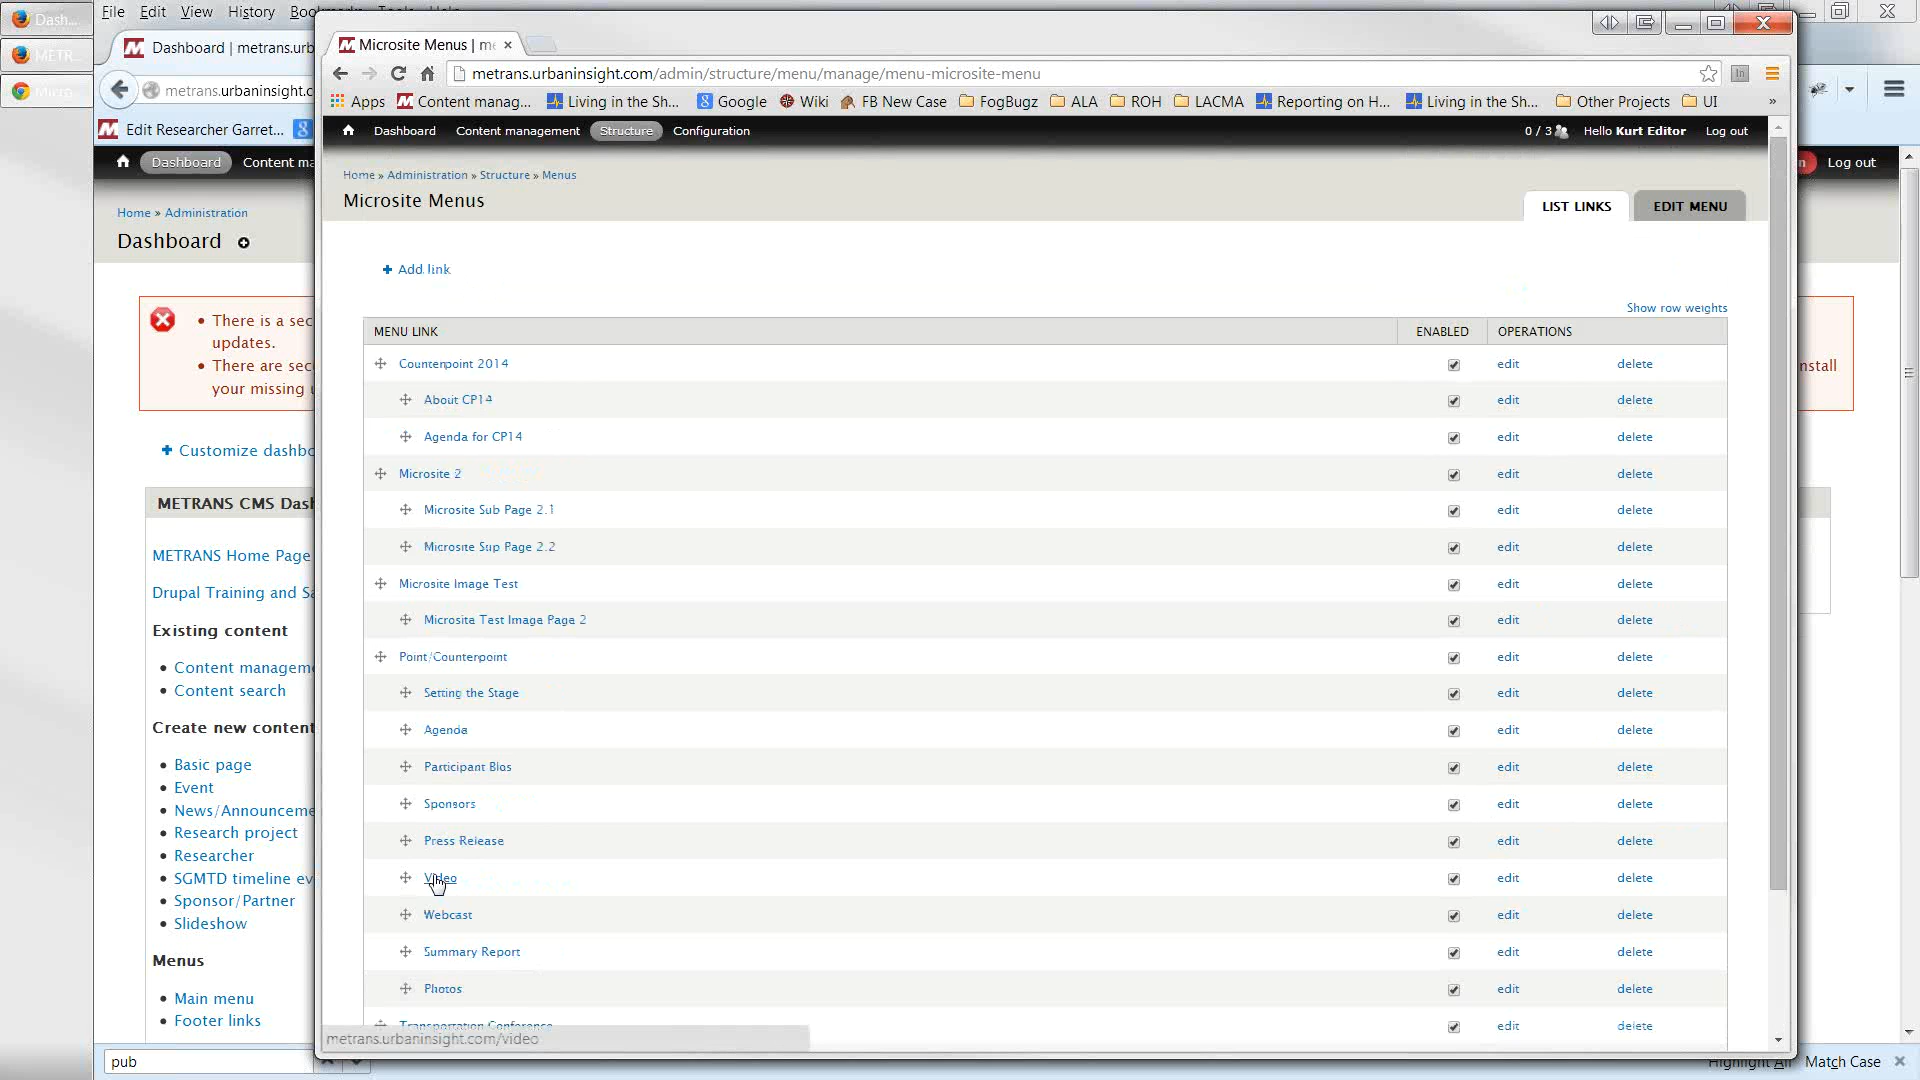 Dash...
File Edit View History
METR...
Micro...
Dashboard | metrans.urb
metrans.urbaninsight.c
Edit Researcher Garret...
Dashboard Content ma
Home » Administration
Dashboard
There is a sec
updates.
There are sec
your missing
Customize dashbo
METRANS CMS Dash
METRANS Home Page
Drupal Training and Sa
Existing content
Content manageme
Content search
Create new content
Basic page
Event
News/Announceme
Research project
Researcher
SGMTD timeline ev
Sponsor/Partner
Slideshow
Menus
Main menu
Footer links
pub
Microsite Menus | me
metrans.urbaninsight.com/admin/structure/menu/manage/menu-microsite-menu
Apps Content manag... Living in the Sh... Google Wiki FB New Case FogBugz ALA ROH LACMA Reporting on H... Living in the Sh... Other Projects UI »
Dashboard Content management Structure Configuration 0 / 3 Hello Kurt Editor Log out
Home » Administration » Structure » Menus
Microsite Menus
LIST LINKS EDIT MENU
Add link
Show row weights
MENU LINK ENABLED OPERATIONS
Counterpoint 2014 edit delete
About CP14 edit delete
Agenda for CP14 edit delete
Microsite 2 edit delete
Microsite Sub Page 2.1 edit delete
Microsite Sup Page 2.2 edit delete
Microsite Image Test edit delete
Microsite Test Image Page 2 edit delete
Point/Counterpoint edit delete
Setting the Stage edit delete
Agenda edit delete
Participant Bios edit delete
Sponsors edit delete
Press Release edit delete
Video edit delete
Webcast edit delete
Summary Report edit delete
Photos edit delete
Transportation Conference edit delete
metrans.urbaninsight.com/video
Log out
nstall
Highlight All Match Case